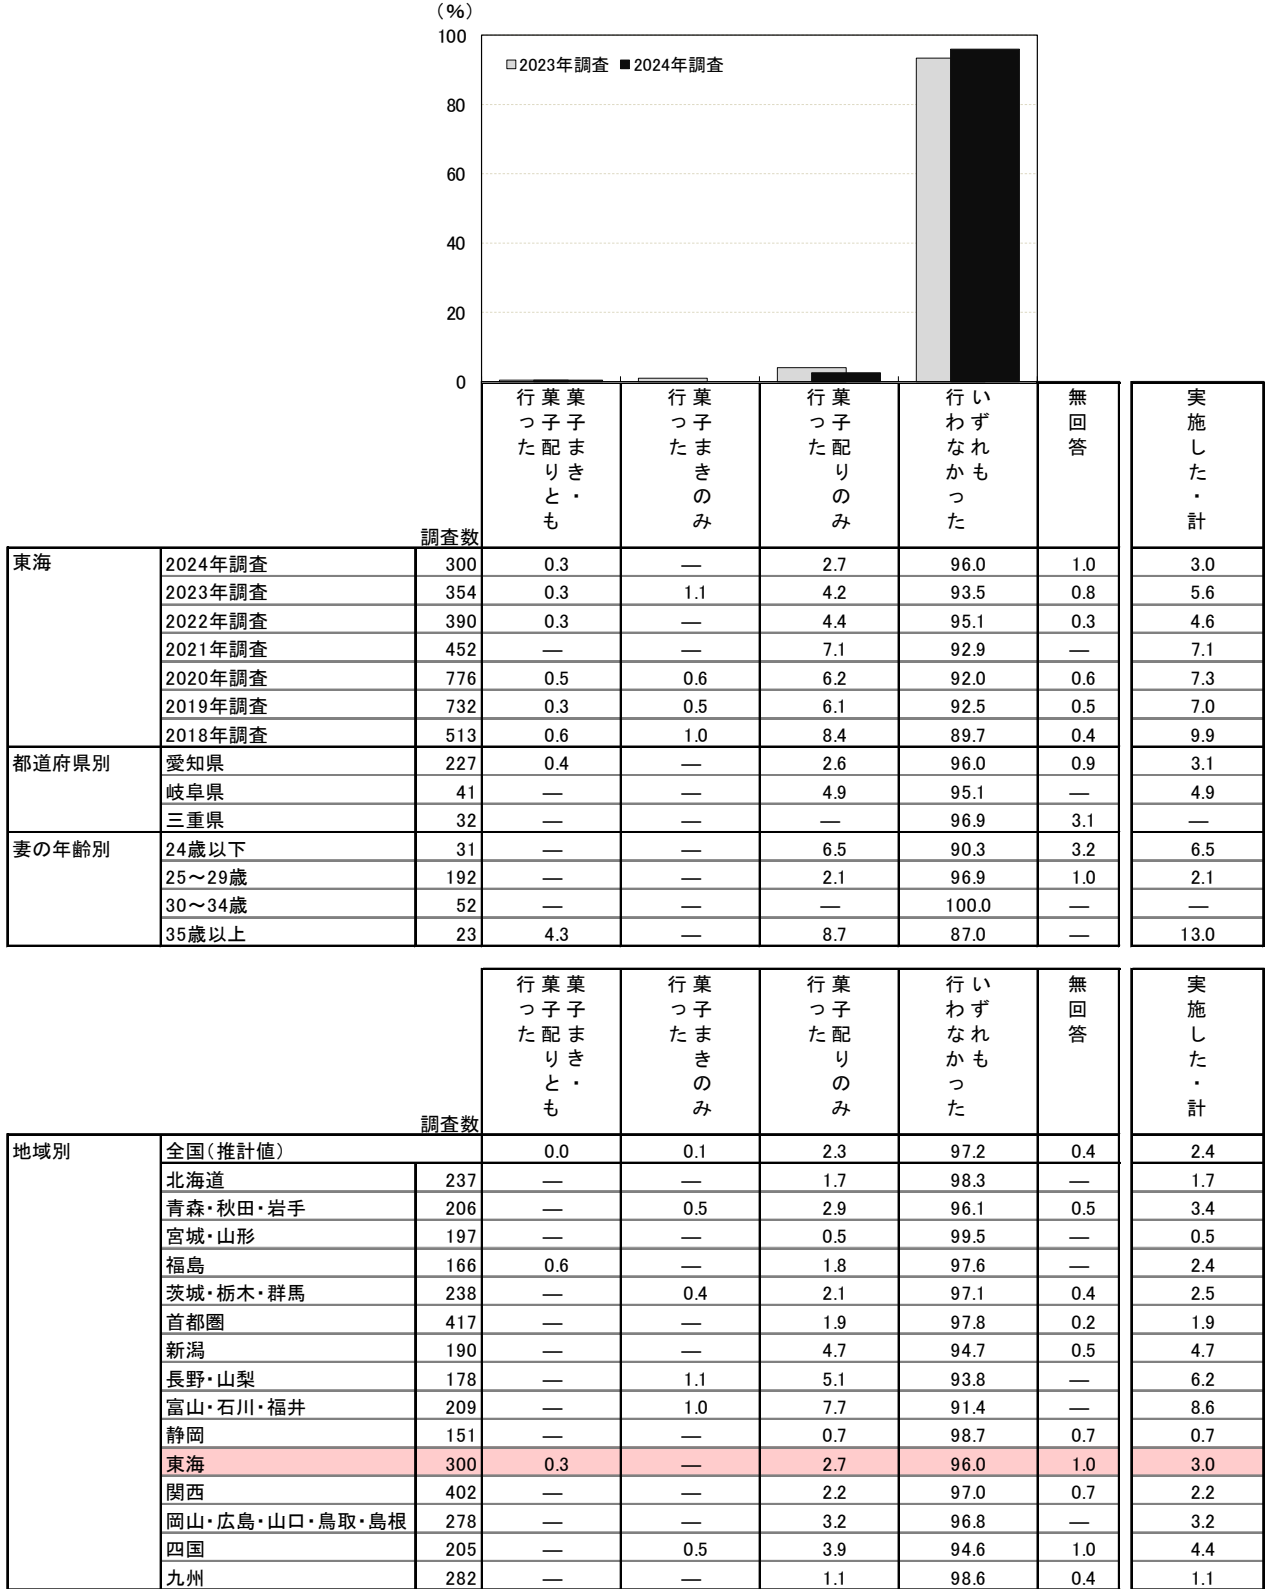 (%)
100
80
60
40
20
0
□2023年調査 ■2024年調査
調査数 菓子まき・菓子配りとも行った 菓子まきのみ行った 菓子配りのみ行った いずれも行わなかった 無回答 実施した・計
東海 2024年調査 300 0.3 — 2.7 96.0 1.0 3.0
2023年調査 354 0.3 1.1 4.2 93.5 0.8 5.6
2022年調査 390 0.3 — 4.4 95.1 0.3 4.6
2021年調査 452 — — 7.1 92.9 — 7.1
2020年調査 776 0.5 0.6 6.2 92.0 0.6 7.3
2019年調査 732 0.3 0.5 6.1 92.5 0.5 7.0
2018年調査 513 0.6 1.0 8.4 89.7 0.4 9.9
都道府県別 愛知県 227 0.4 — 2.6 96.0 0.9 3.1
岐阜県 41 — — 4.9 95.1 — 4.9
三重県 32 — — — 96.9 3.1 —
妻の年齢別 24歳以下 31 — — 6.5 90.3 3.2 6.5
25～29歳 192 — — 2.1 96.9 1.0 2.1
30～34歳 52 — — — 100.0 — —
35歳以上 23 4.3 — 8.7 87.0 — 13.0
調査数 菓子まき・菓子配りとも行った 菓子まきのみ行った 菓子配りのみ行った いずれも行わなかった 無回答 実施した・計
地域別 全国(推計値) 0.0 0.1 2.3 97.2 0.4 2.4
北海道 237 — — 1.7 98.3 — 1.7
青森・秋田・岩手 206 — 0.5 2.9 96.1 0.5 3.4
宮城・山形 197 — — 0.5 99.5 — 0.5
福島 166 0.6 — 1.8 97.6 — 2.4
茨城・栃木・群馬 238 — 0.4 2.1 97.1 0.4 2.5
首都圏 417 — — 1.9 97.8 0.2 1.9
新潟 190 — — 4.7 94.7 0.5 4.7
長野・山梨 178 — 1.1 5.1 93.8 — 6.2
富山・石川・福井 209 — 1.0 7.7 91.4 — 8.6
静岡 151 — — 0.7 98.7 0.7 0.7
東海 300 0.3 — 2.7 96.0 1.0 3.0
関西 402 — — 2.2 97.0 0.7 2.2
岡山・広島・山口・鳥取・島根 278 — — 3.2 96.8 — 3.2
四国 205 — 0.5 3.9 94.6 1.0 4.4
九州 282 — — 1.1 98.6 0.4 1.1